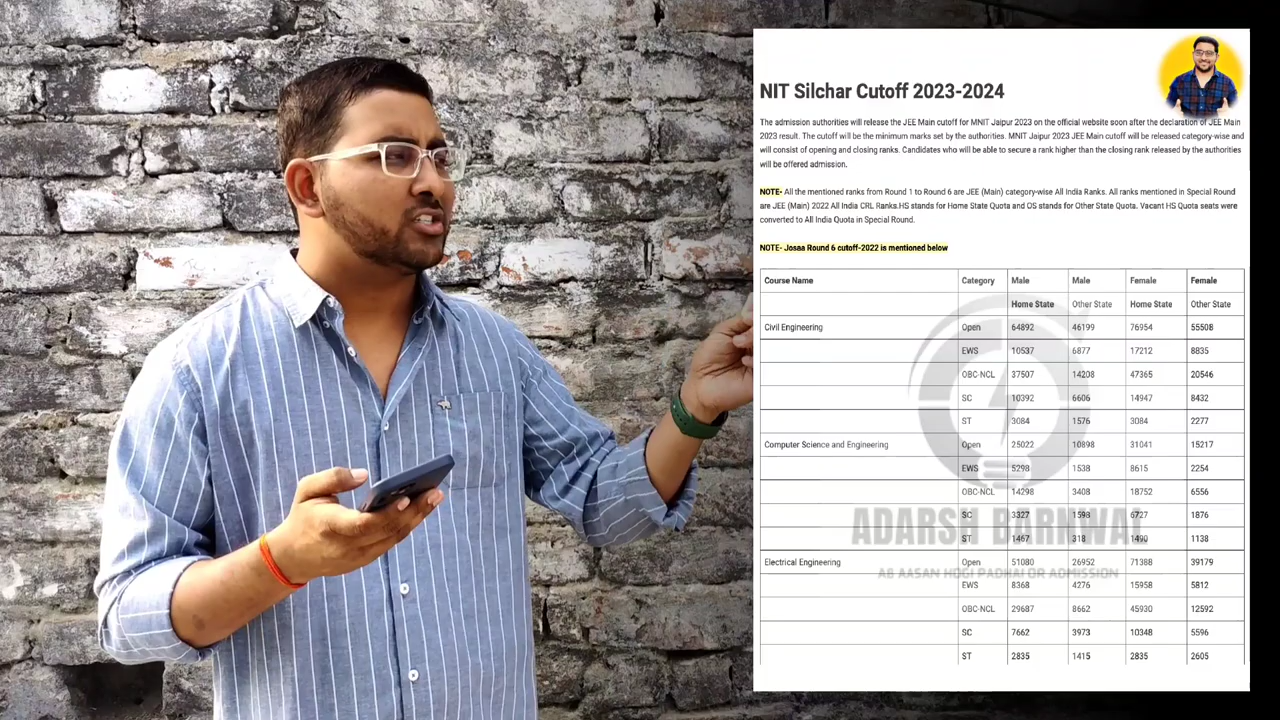 NIT Silchar Cutoff 2023-2024
The admission authorities will release the JEE Main cutoff for MNIT Jaipur 2023 on the official website soon after the declaration of JEE Main
2023 result. The cutoff will be the minimum marks set by the authorities. MNIT Jaipur 2023 JEE Main cutoff will be released category-wise and
will consist of opening and closing ranks. Candidates who will be able to secure a rank higher than the closing rank released by the authorities
will be offered admission.
NOTE- All the mentioned ranks from Round 1 to Round 6 are JEE (Main) category-wise All India Ranks. All ranks mentioned in Special Round
are JEE (Main) 2022 All India CRL Ranks.HS stands for Home State Quota and OS stands for Other State Quota. Vacant HS Quota seats were
converted to All India Quota in Special Round.
NOTE- Josaa Round 6 cutoff-2022 is mentioned below
Course Name Category Male Male Female Female
Home State Other State Home State Other State
Civil Engineering Open 64892 46199 76954 55508
EWS 10537 6877 17212 8835
OBC-NCL 37507 14208 47365 20546
SC 10392 6606 14947 8432
ST 3084 1576 3084 2277
Computer Science and Engineering Open 25022 10898 31041 15217
EWS 5298 1538 8615 2254
OBC-NCL 14298 3408 18752 6556
SC 3327 1598 6727 1876
ST 1467 318 1490 1138
Electrical Engineering Open 51080 26952 71388 39179
EWS 8368 4276 15958 5812
OBC-NCL 29687 8662 45930 12592
SC 7662 3973 10348 5596
ST 2835 1415 2835 2605
ADARSH BARNWAL
AB AASAN HOGI PADHAI OR ADMISSION